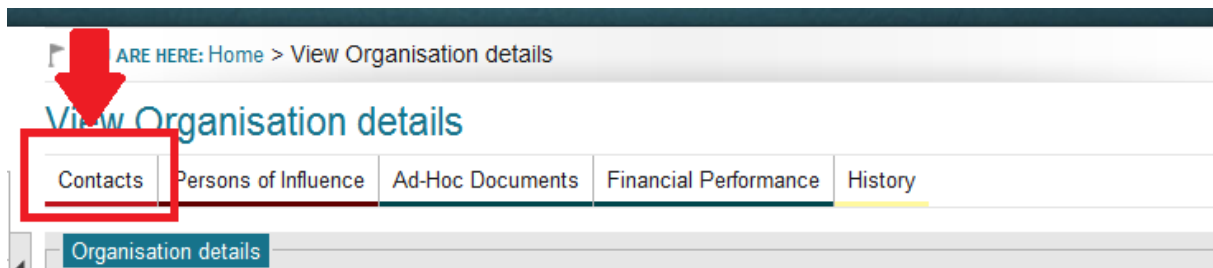 ARE HERE: Home > View Organisation details
View Organisation details
Contacts Persons of Influence Ad-Hoc Documents Financial Performance History
Organisation details